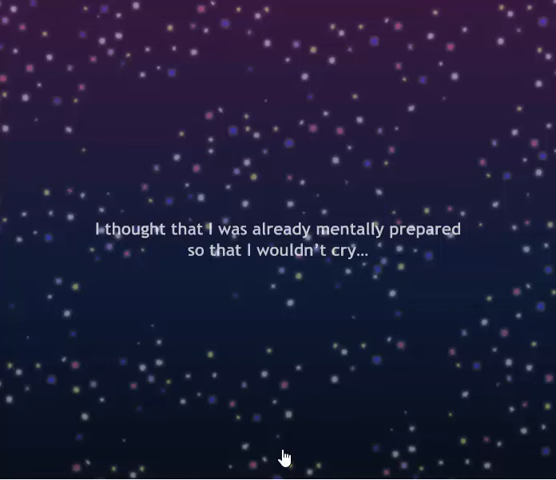 I thought that I was already mentally prepared
so that I wouldn't cry...